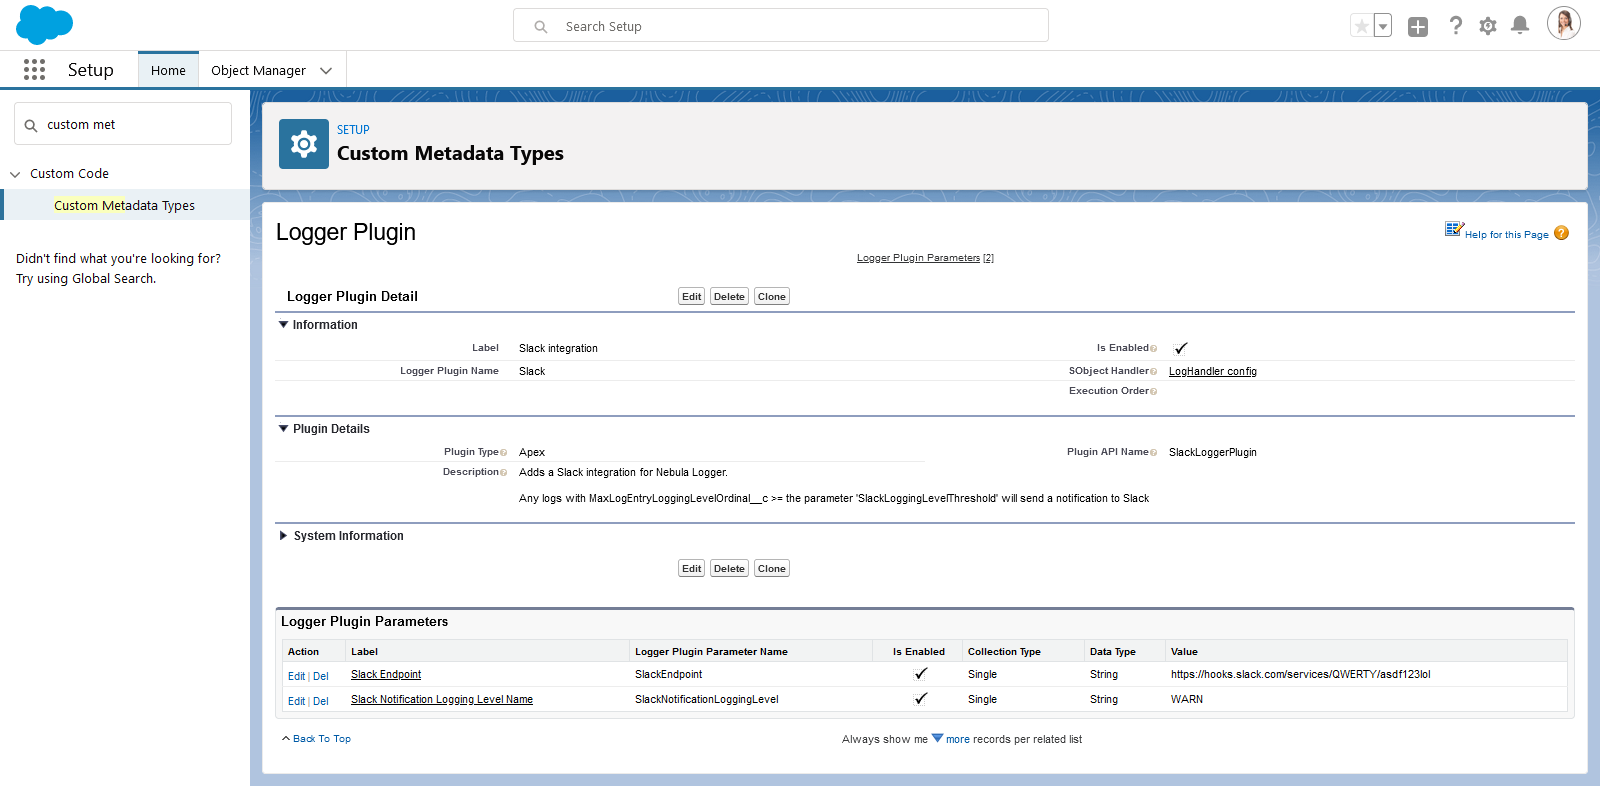 Search Setup
Setup
Home
Object Manager
custom met
Custom Code
Custom Metadata Types
Didn't find what you're looking for?
Try using Global Search.
SETUP
Custom Metadata Types
Logger Plugin
Help for this Page ?
Logger Plugin Parameters [2]
Logger Plugin Detail Edit Delete Clone
Information
Label Slack integration Is Enabled
Logger Plugin Name Slack SObject Handler LogHandler config
Execution Order
Plugin Details
Plugin Type Apex Plugin API Name SlackLoggerPlugin
Description Adds a Slack integration for Nebula Logger.
Any logs with MaxLogEntryLoggingLevelOrdinal__c >= the parameter 'SlackLoggingLevelThreshold' will send a notification to Slack
System Information
Edit Delete Clone
Logger Plugin Parameters
Action Label Logger Plugin Parameter Name Is Enabled Collection Type Data Type Value
Edit | Del Slack Endpoint SlackEndpoint Single String https://hooks.slack.com/services/QWERTY/asdf123lol
Edit | Del Slack Notification Logging Level Name SlackNotificationLoggingLevel Single String WARN
Back To Top
Always show me more records per related list